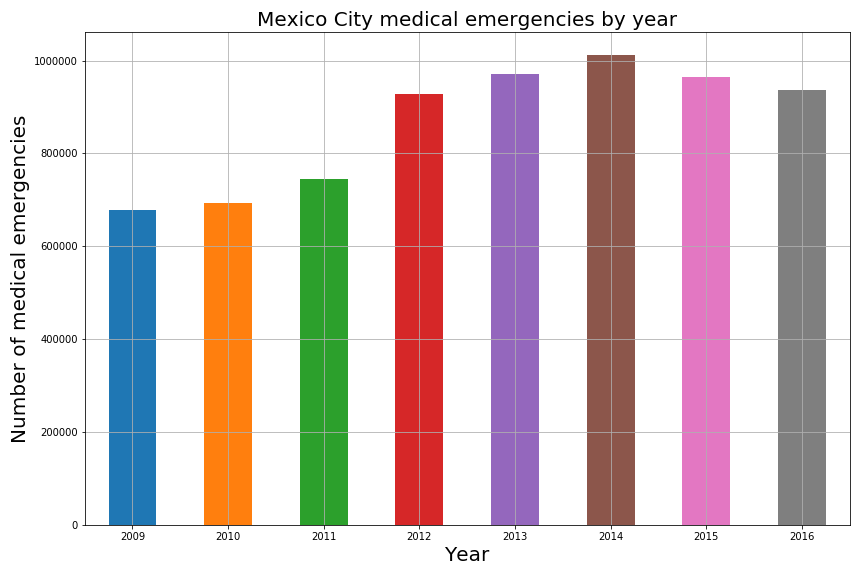 Mexico City medical emergencies by year
Number of medical emergencies
1000000
800000
600000
400000
200000
0
2009 2010 2011 2012 2013 2014 2015 2016
Year